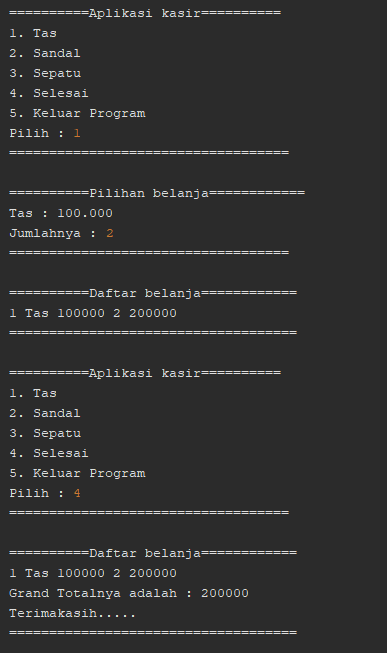 ==========Aplikasi kasir==========
1. Tas
2. Sandal
3. Sepatu
4. Selesai
5. Keluar Program
Pilih : 1
===================================
==========Pilihan belanja============
Tas : 100.000
Jumlahnya : 2
===================================
==========Daftar belanja============
1 Tas 100000 2 200000
====================================
==========Aplikasi kasir==========
1. Tas
2. Sandal
3. Sepatu
4. Selesai
5. Keluar Program
Pilih : 4
===================================
==========Daftar belanja============
1 Tas 100000 2 200000
Grand Totalnya adalah : 200000
Terimakasih.....
====================================